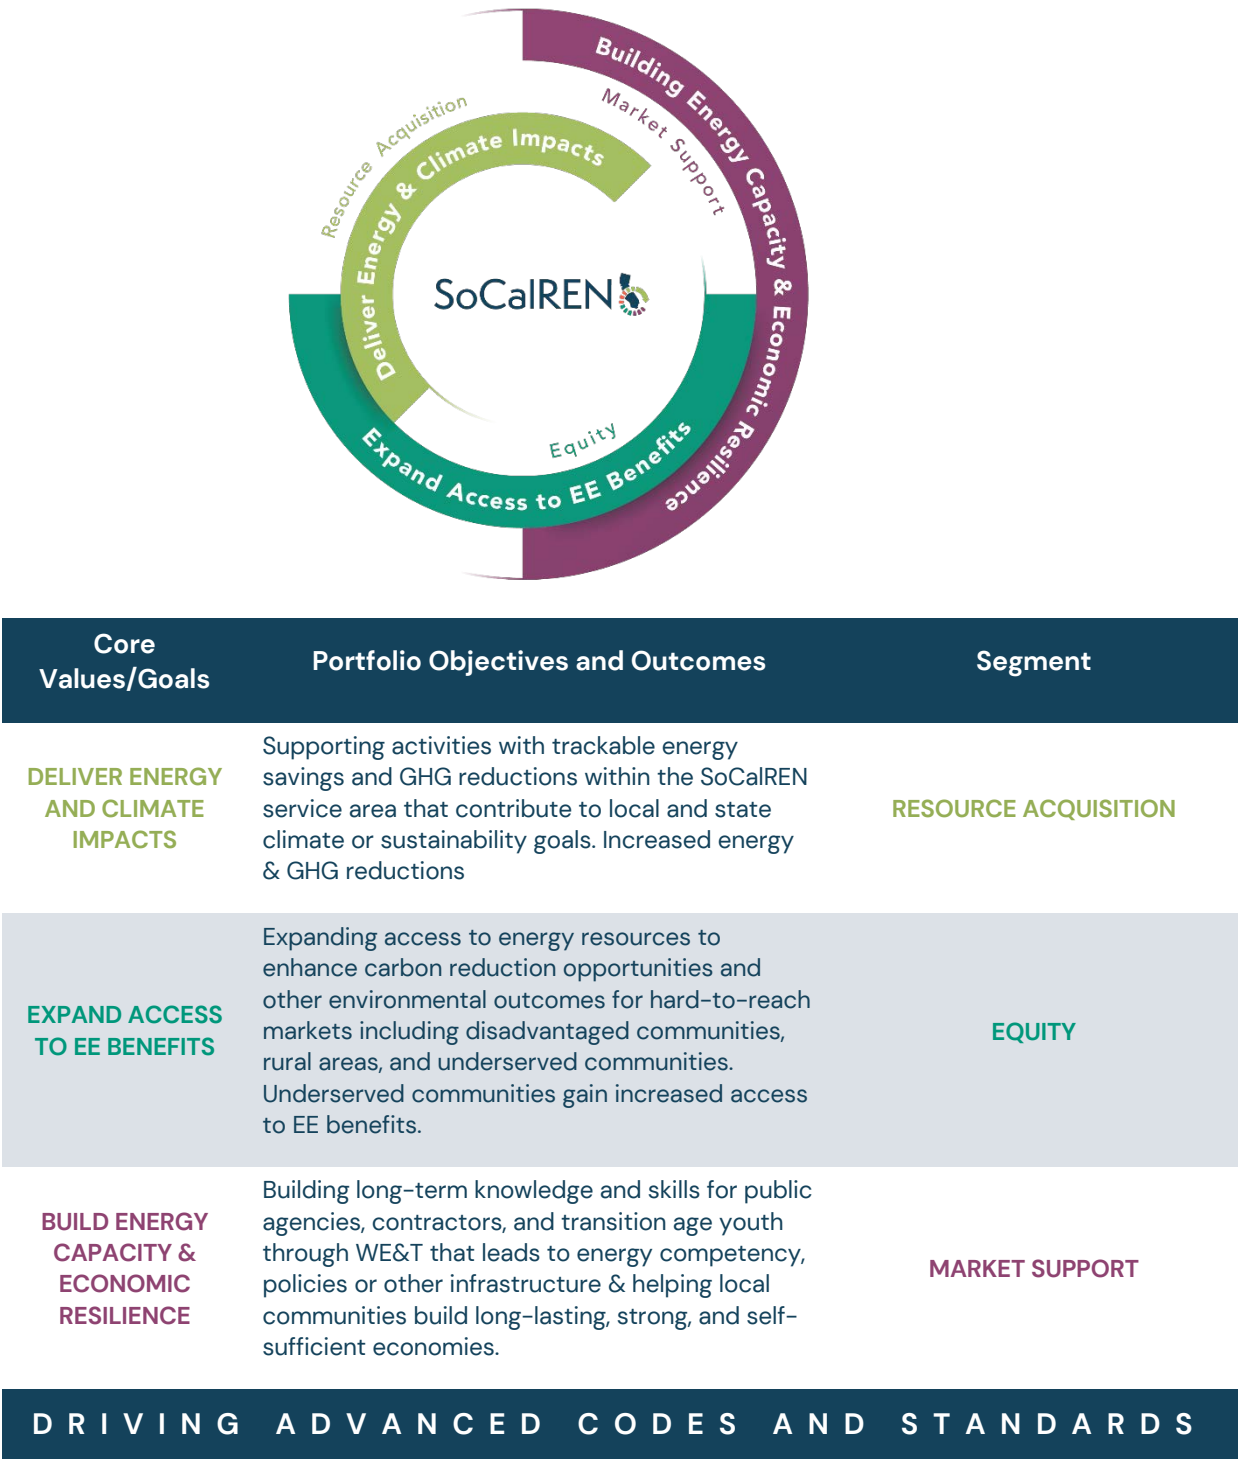 Building Energy Capacity & Economic Resilience
Market Support
Resource Acquisition
Deliver Energy & Climate Impacts
SoCalREN
Equity
Expand Access to EE Benefits
Core
Values/Goals
Portfolio Objectives and Outcomes
Segment
DELIVER ENERGY
AND CLIMATE
IMPACTS
Supporting activities with trackable energy
savings and GHG reductions within the SoCalREN
service area that contribute to local and state
climate or sustainability goals. Increased energy
& GHG reductions
RESOURCE ACQUISITION
EXPAND ACCESS
TO EE BENEFITS
Expanding access to energy resources to
enhance carbon reduction opportunities and
other environmental outcomes for hard-to-reach
markets including disadvantaged communities,
rural areas, and underserved communities.
Underserved communities gain increased access
to EE benefits.
EQUITY
BUILD ENERGY
CAPACITY &
ECONOMIC
RESILIENCE
Building long-term knowledge and skills for public
agencies, contractors, and transition age youth
through WE&T that leads to energy competency,
policies or other infrastructure & helping local
communities build long-lasting, strong, and self-
sufficient economies.
MARKET SUPPORT
DRIVING ADVANCED CODES AND STANDARDS